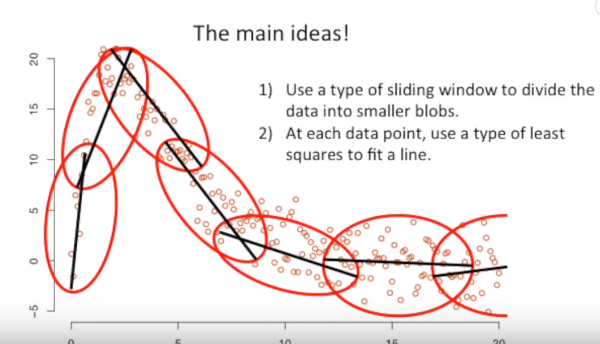 The main ideas!
1) Use a type of sliding window to divide the
data into smaller blobs.
2) At each data point, use a type of least
squares to fit a line.
20
15
10
5
0
-5
0
5
10
15
20